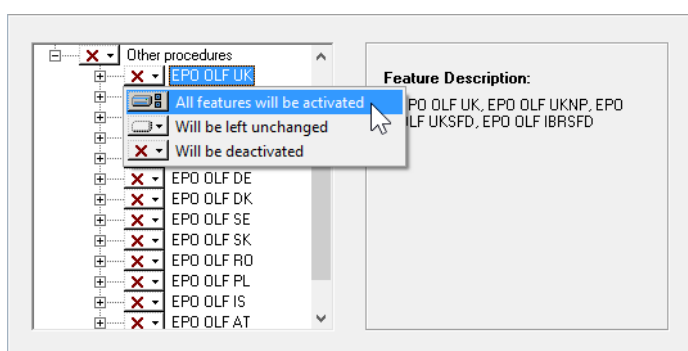 Other procedures
EPO OLF UK
All features will be activated
Will be left unchanged
Will be deactivated
EPO OLF DE
EPO OLF DK
EPO OLF SE
EPO OLF SK
EPO OLF RO
EPO OLF PL
EPO OLF IS
EPO OLF AT
Feature Description:
PO OLF UK, EPO OLF UKNP, EPO
LF UKSFD, EPO OLF IBRSFD